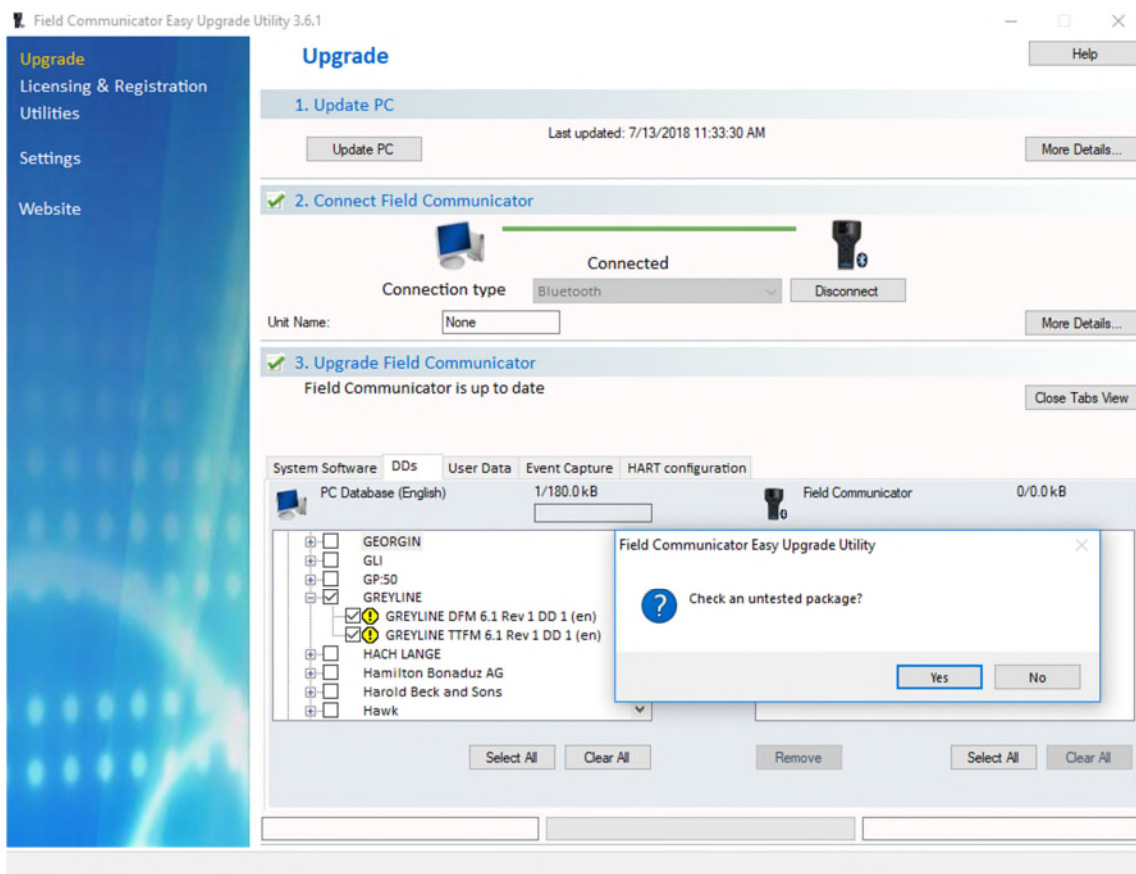 Field Communicator Easy Upgrade Utility 3.6.1
Upgrade
Licensing & Registration
Utilities
Settings
Website
Upgrade
Help
1. Update PC
Update PC
Last updated: 7/13/2018 11:33:30 AM
More Details...
2. Connect Field Communicator
Connected
Connection type
Bluetooth
Disconnect
Unit Name:
None
More Details...
3. Upgrade Field Communicator
Field Communicator is up to date
Close Tabs View
System Software DDs User Data Event Capture HART configuration
PC Database (English) 1/180.0 kB
Field Communicator 0/0.0 kB
GEORGIN
GLI
GP:50
GREYLINE
GREYLINE DFM 6.1 Rev 1 DD 1 (en)
GREYLINE TTFM 6.1 Rev 1 DD 1 (en)
HACH LANGE
Hamilton Bonaduz AG
Harold Beck and Sons
Hawk
Field Communicator Easy Upgrade Utility
Check an untested package?
Yes No
Select All Clear All
Remove
Select All Clear All